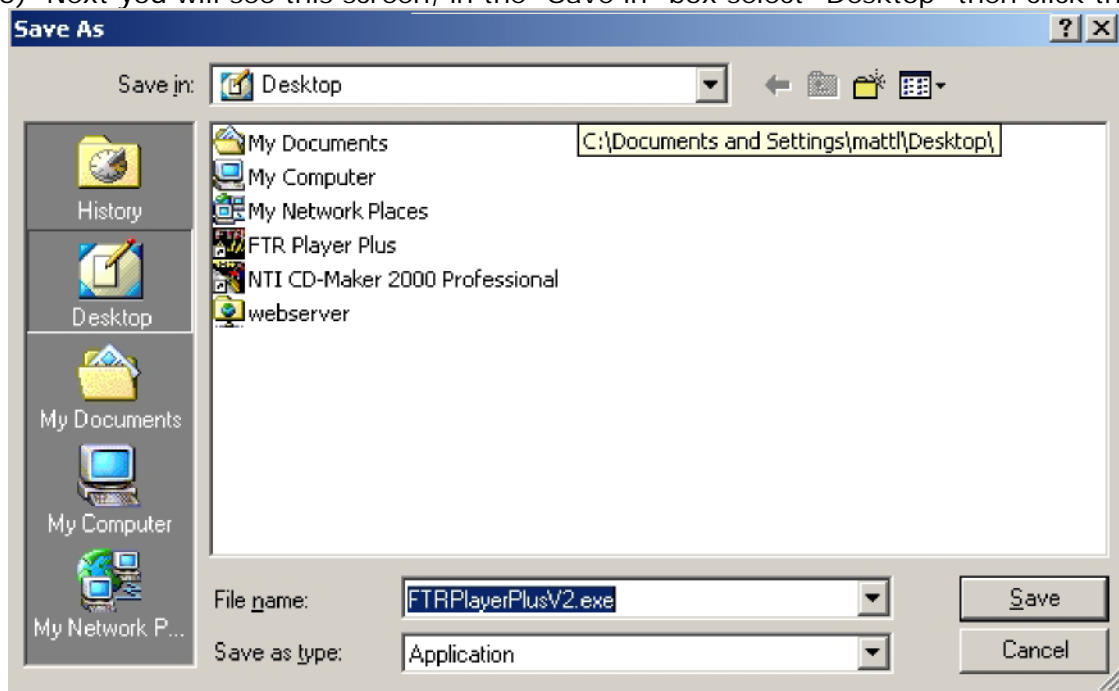 Next you will see this screen, in the "Save in" box select "Desktop" then click
Save As
Save in:
Desktop
C:\Documents and Settings\mattl\Desktop\
My Documents
My Computer
My Network Places
FTR Player Plus
NTI CD-Maker 2000 Professional
webserver
History
Desktop
My Documents
My Computer
My Network P...
File name:
FTRPlayerPlusV2.exe
Save
Save as type:
Application
Cancel